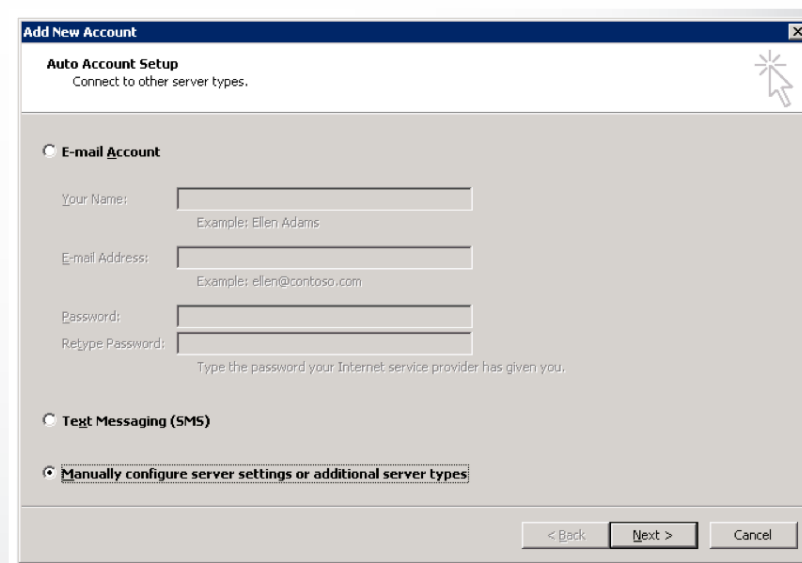 Add New Account
Auto Account Setup
Connect to other server types.
E-mail Account
Your Name:
Example: Ellen Adams
E-mail Address:
Example: ellen@contoso.com
Password:
Retype Password:
Type the password your Internet service provider has given you.
Text Messaging (SMS)
Manually configure server settings or additional server types
< Back Next > Cancel